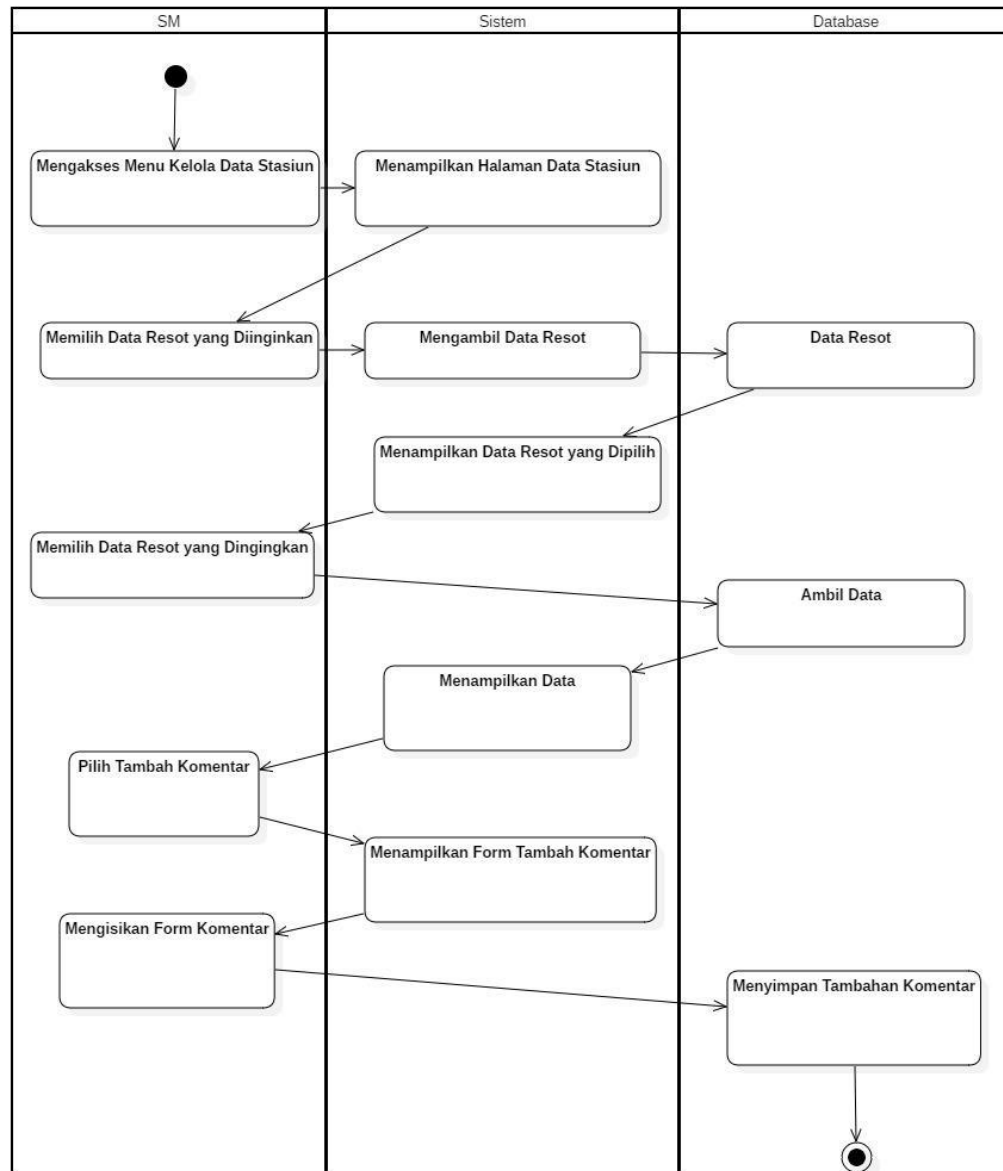 SM
Sistem
Database
Mengakses Menu Kelola Data Stasiun
Menampilkan Halaman Data Stasiun
Memilih Data Resot yang Diinginkan
Mengambil Data Resot
Data Resot
Menampilkan Data Resot yang Dipilih
Memilih Data Resot yang Dingingkan
Ambil Data
Menampilkan Data
Pilih Tambah Komentar
Menampilkan Form Tambah Komentar
Mengisikan Form Komentar
Menyimpan Tambahan Komentar